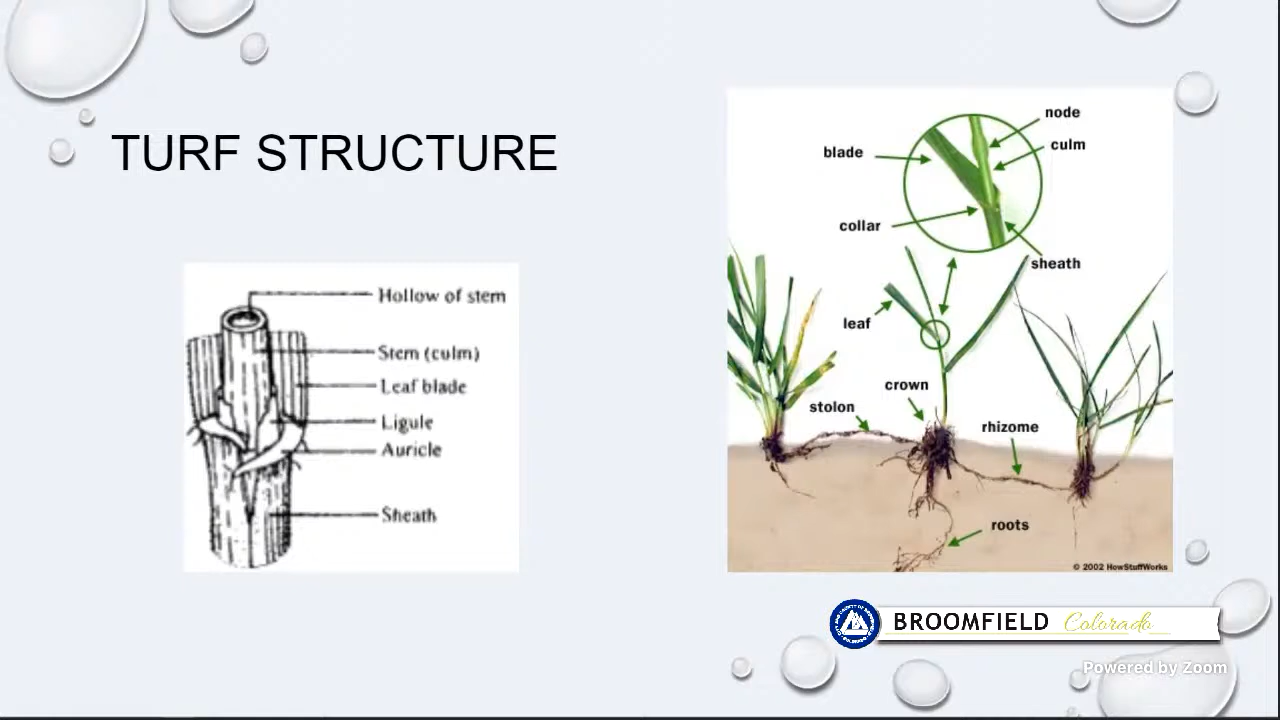 TURF STRUCTURE
Hollow of stem
Stem (culm)
Leaf blade
Ligule
Auricle
Sheath
node
culm
blade
collar
sheath
leaf
crown
stolon
rhizome
roots
© 2002 HowStuffWorks
BROOMFIELD Colorado
Powered by Zoom